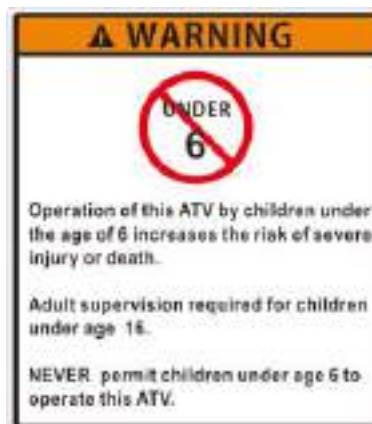 WARNING
UNDER
6
Operation of this ATV by children under
the age of 6 increases the risk of severe
injury or death.
Adult supervision required for children
under age 16.
NEVER permit children under age 6 to
operate this ATV.